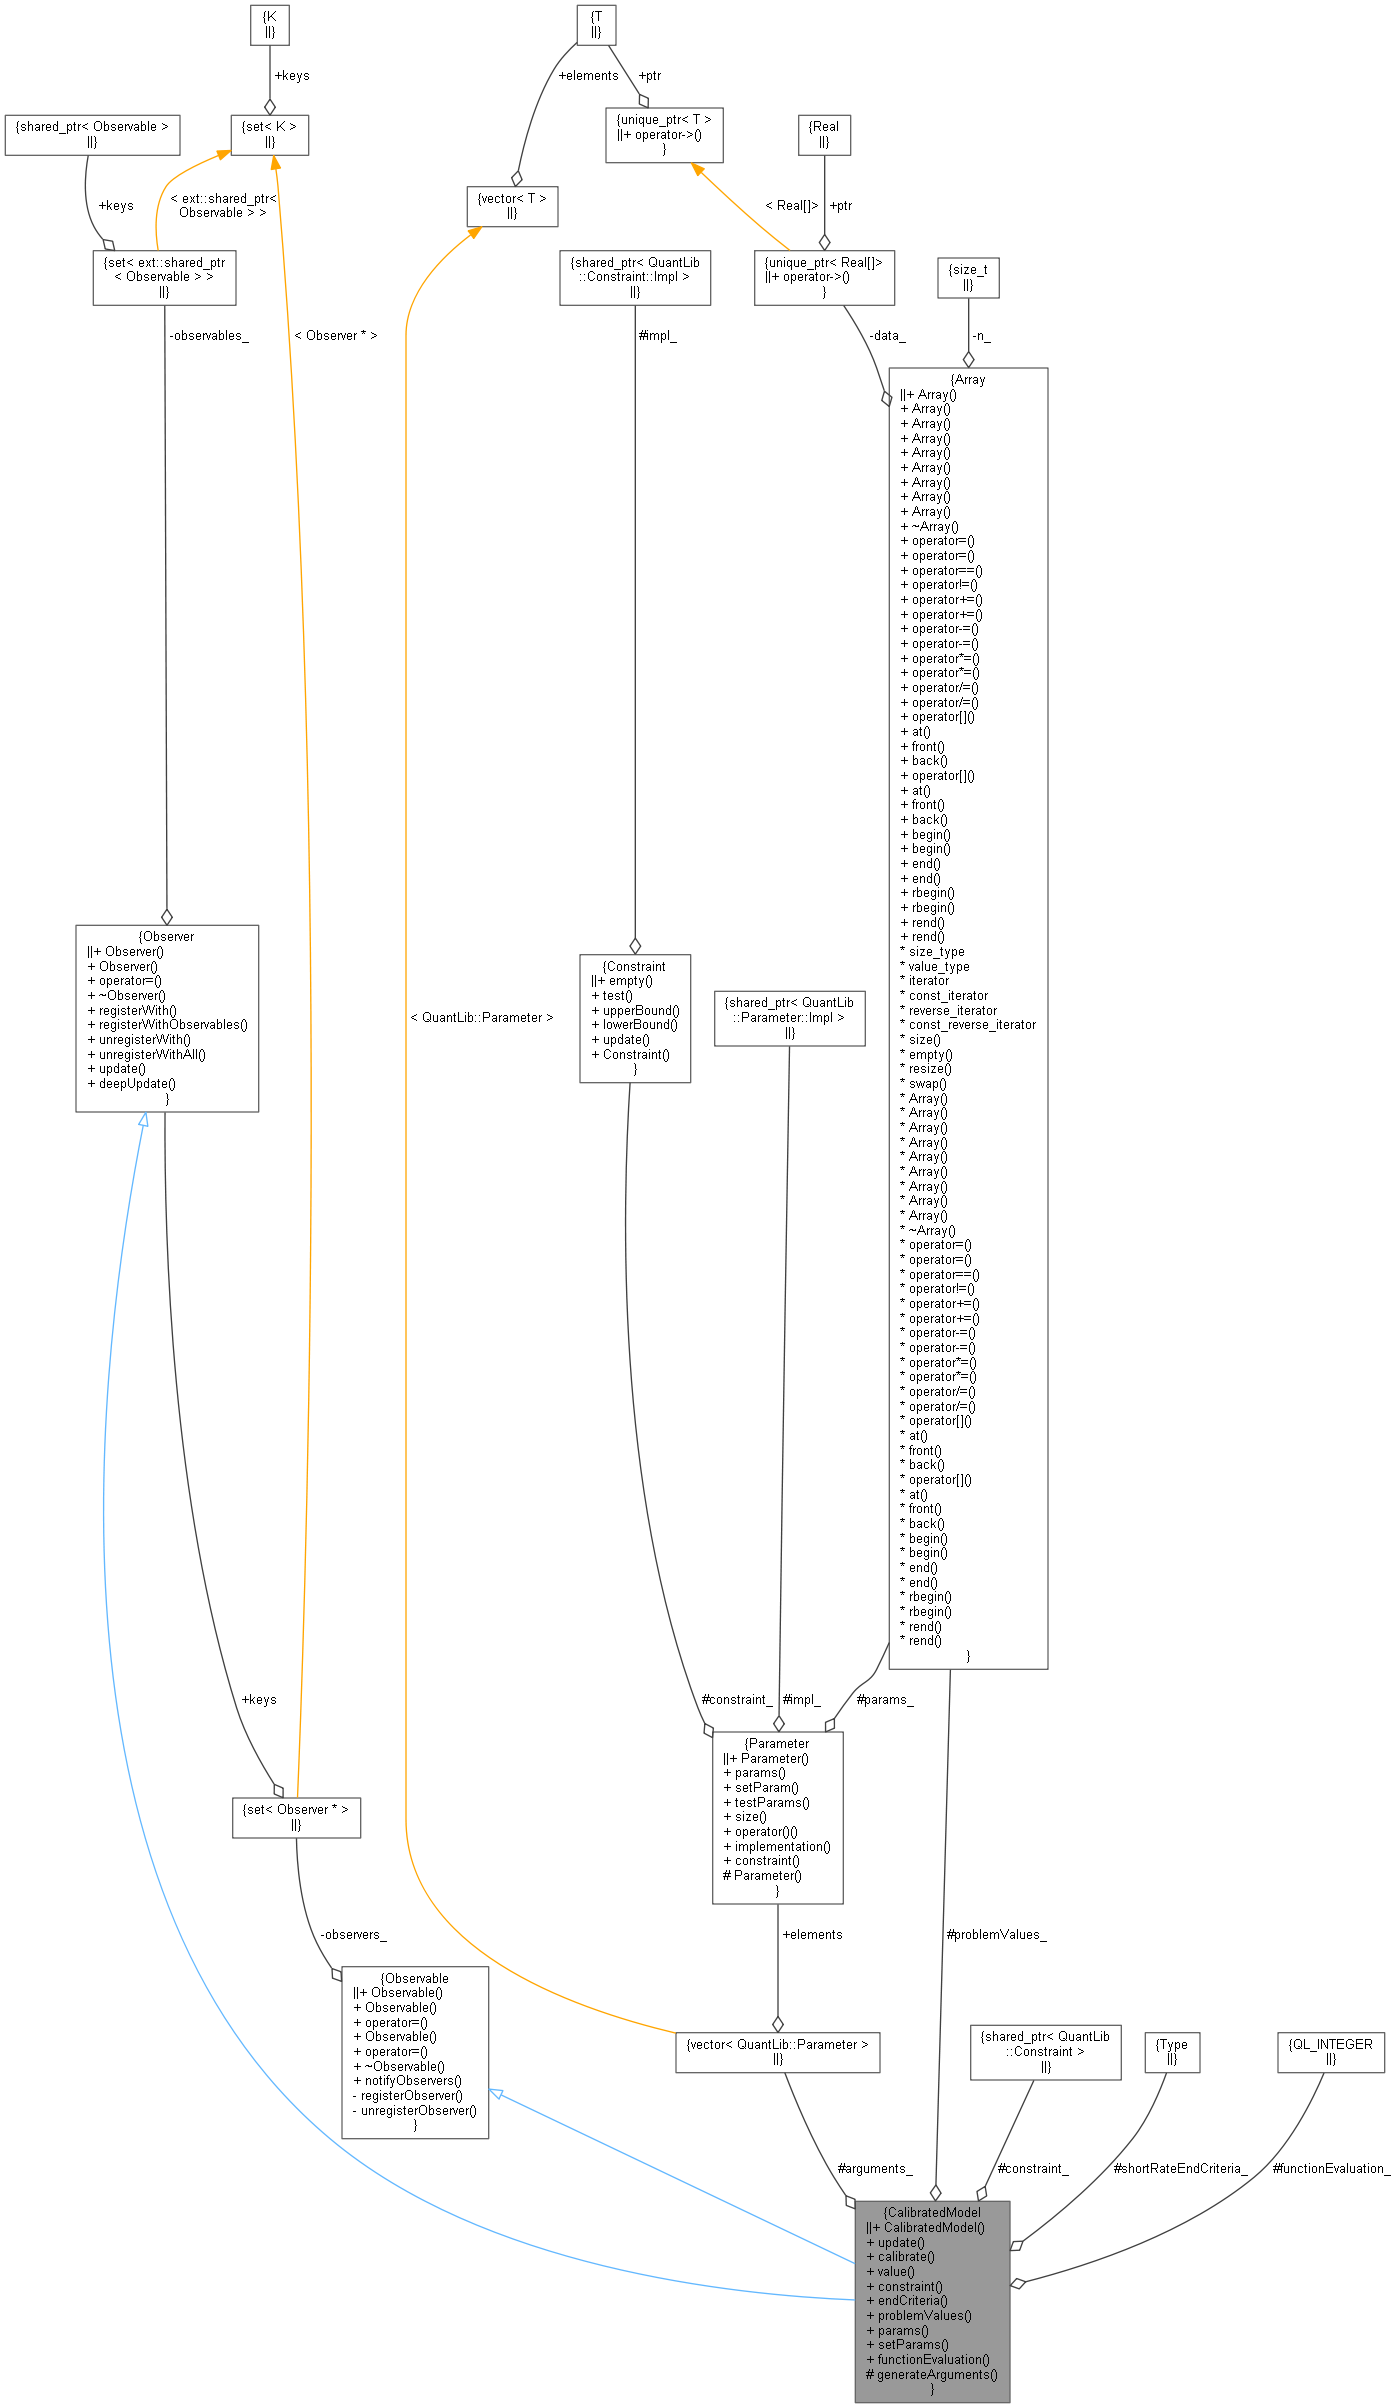 {K
||}
{T
||}
+keys
+elements
+ptr
{shared_ptr< Observable >
||}
{set< K >
||}
{unique_ptr< T >
||+ operator->()
}
{Real
||}
+keys
< ext::shared_ptr<
Observable > >
{vector< T >
||}
< Real[]>
+ptr
{set< ext::shared_ptr
< Observable > >
||}
{shared_ptr< QuantLib
::Constraint::Impl >
||}
{unique_ptr< Real[]>
||+ operator->()
}
{size_t
||}
-observables_
< Observer * >
#impl_
-data_
-n_
{Array
||+ Array()
+ Array()
+ Array()
+ Array()
+ Array()
+ Array()
+ Array()
+ Array()
+ Array()
+ ~Array()
+ operator=()
+ operator=()
+ operator==()
+ operator!=()
+ operator+=()
+ operator+=()
+ operator-=()
+ operator-=()
+ operator*=()
+ operator*=()
+ operator/=()
+ operator/=()
+ operator[]()
+ at()
+ front()
+ back()
+ operator[]()
+ at()
+ front()
+ back()
+ begin()
+ begin()
+ end()
+ end()
+ rbegin()
+ rbegin()
+ rend()
+ rend()
* size_type
* value_type
* iterator
* const_iterator
* reverse_iterator
* const_reverse_iterator
* size()
* empty()
* resize()
* swap()
* Array()
* Array()
* Array()
* Array()
* Array()
* Array()
* Array()
* Array()
* Array()
* ~Array()
* operator=()
* operator=()
* operator==()
* operator!=()
* operator+=()
* operator+=()
* operator-=()
* operator-=()
* operator*=()
* operator*=()
* operator/=()
* operator/=()
* operator[]()
* at()
* front()
* back()
* operator[]()
* at()
* front()
* back()
* begin()
* begin()
* end()
* end()
* rbegin()
* rbegin()
* rend()
* rend()
}
{Observer
||+ Observer()
+ Observer()
+ operator=()
+ ~Observer()
+ registerWith()
+ registerWithObservables()
+ unregisterWith()
+ unregisterWithAll()
+ update()
+ deepUpdate()
}
< QuantLib::Parameter >
{Constraint
||+ empty()
+ test()
+ upperBound()
+ lowerBound()
+ update()
+ Constraint()
}
{shared_ptr< QuantLib
::Parameter::Impl >
||}
+keys
#constraint_
#impl_
#params_
{Parameter
||+ Parameter()
+ params()
+ setParam()
+ testParams()
+ size()
+ operator()()
+ implementation()
+ constraint()
# Parameter()
}
{set< Observer * >
||}
-observers_
+elements
#problemValues_
{Observable
||+ Observable()
+ Observable()
+ operator=()
+ Observable()
+ operator=()
+ ~Observable()
+ notifyObservers()
- registerObserver()
- unregisterObserver()
}
{vector< QuantLib::Parameter >
||}
{shared_ptr< QuantLib
::Constraint >
||}
{Type
||}
{QL_INTEGER
||}
#arguments_
#constraint_
#shortRateEndCriteria_
#functionEvaluation_
{CalibratedModel
||+ CalibratedModel()
+ update()
+ calibrate()
+ value()
+ constraint()
+ endCriteria()
+ problemValues()
+ params()
+ setParams()
+ functionEvaluation()
# generateArguments()
}